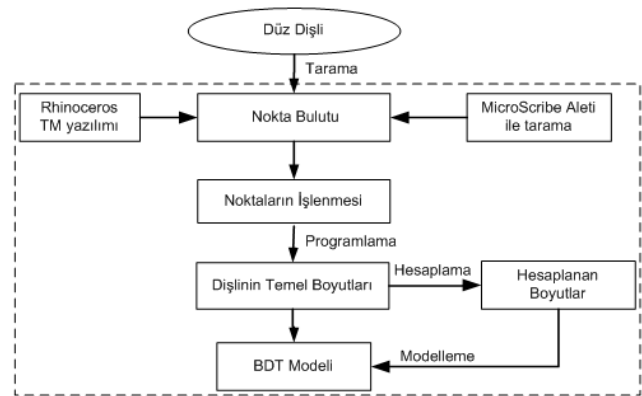 Düz Dişli
Tarama
Rhinoceros
TM yazılımı
Nokta Bulutu
MicroScribe Aleti
ile tarama
Noktaların İşlenmesi
Programlama
Dişlinin Temel Boyutları
Hesaplama
Hesaplanan
Boyutlar
BDT Modeli
Modelleme